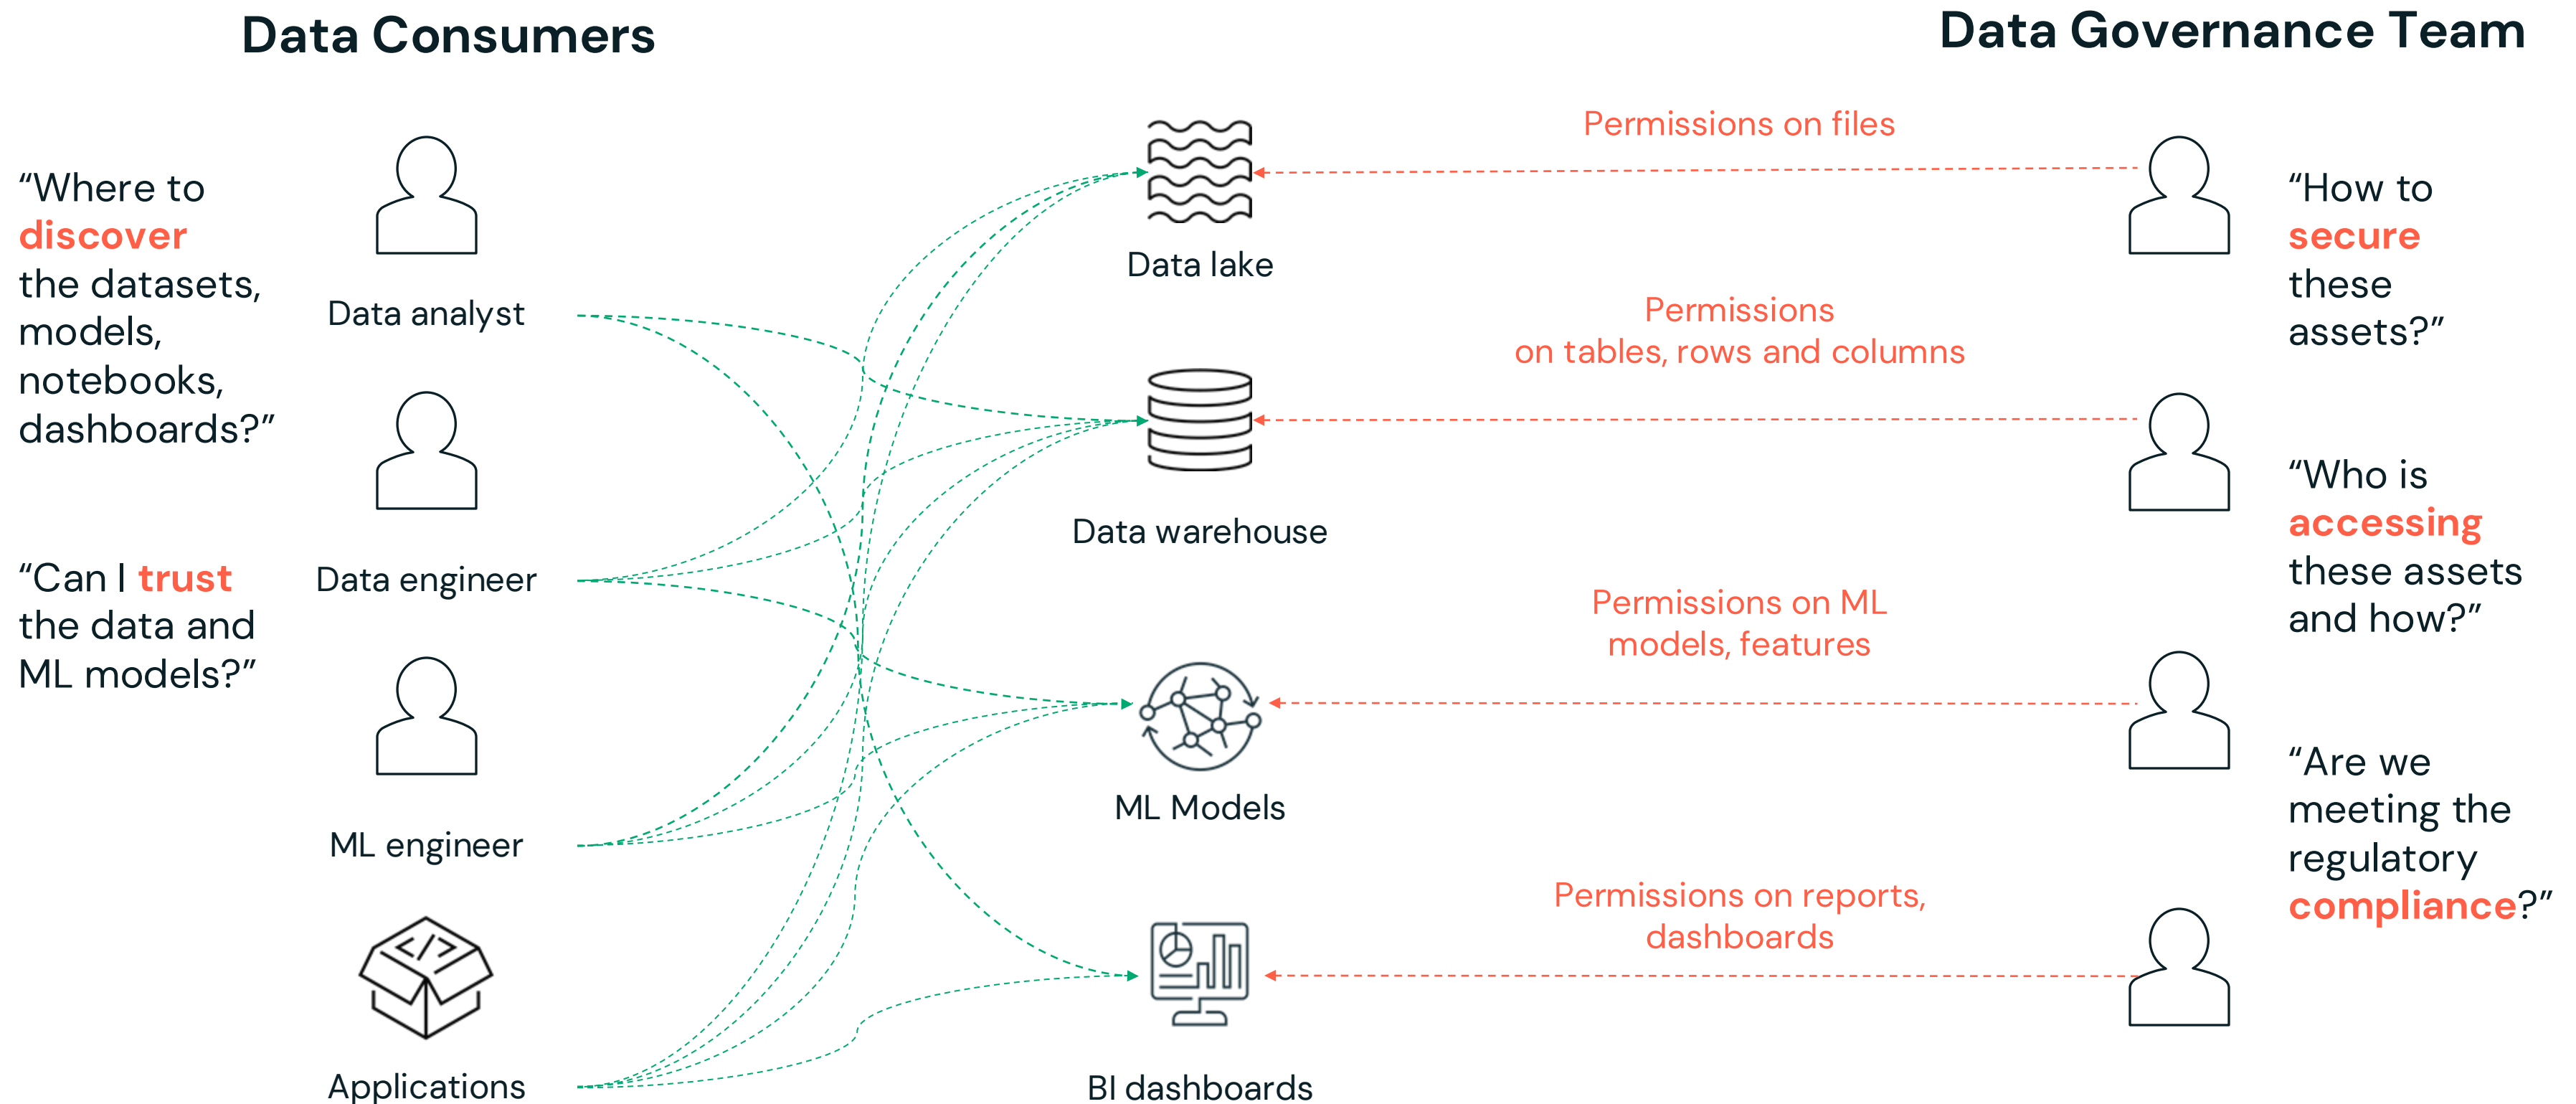 Data Consumers
Data Governance Team
“Where to
discover
the datasets,
models,
notebooks,
dashboards?”
“Can I trust
the data and
ML models?”
Data analyst
Data engineer
ML engineer
</>
Applications
Data lake
Data warehouse
ML Models
BI dashboards
Permissions on files
Permissions
on tables, rows and columns
Permissions on ML
models, features
Permissions on reports,
dashboards
“How to
secure
these
assets?”
“Who is
accessing
these assets
and how?”
“Are we
meeting the
regulatory
compliance?”